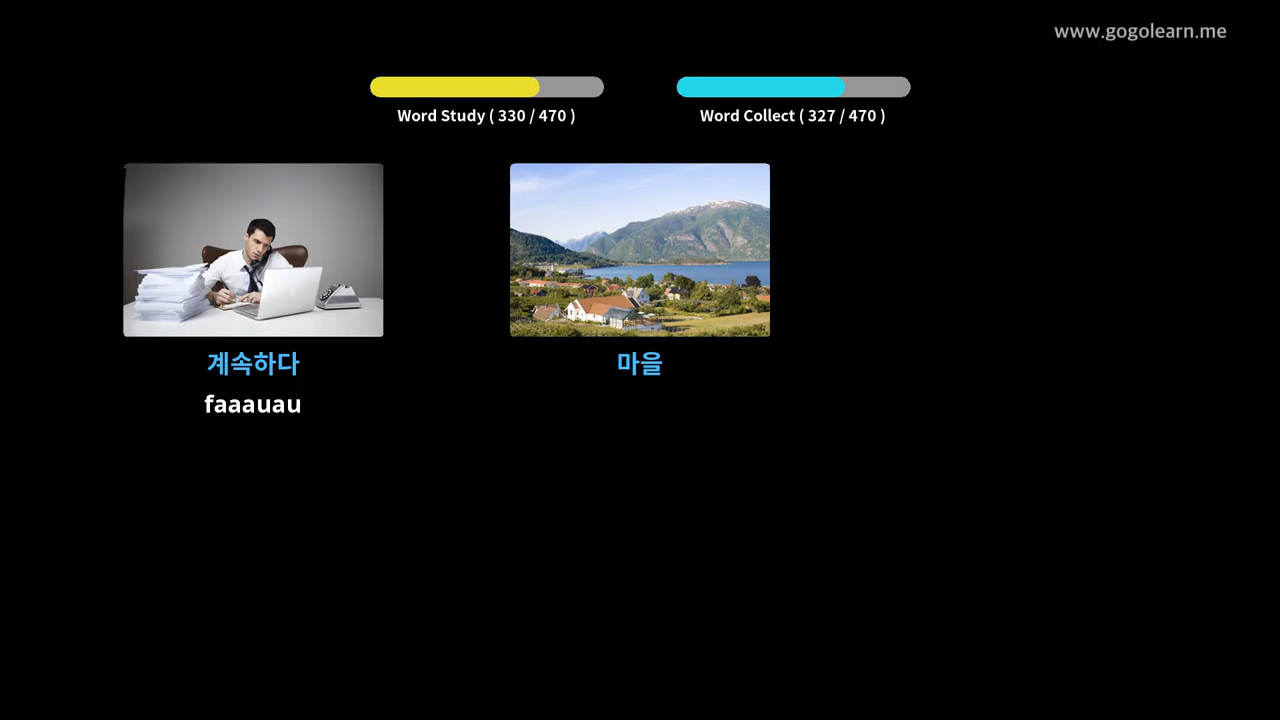 www.gogolearn.me
Word Study ( 330 / 470 )
Word Collect ( 327 / 470 )
계속하다
마을
faaauau